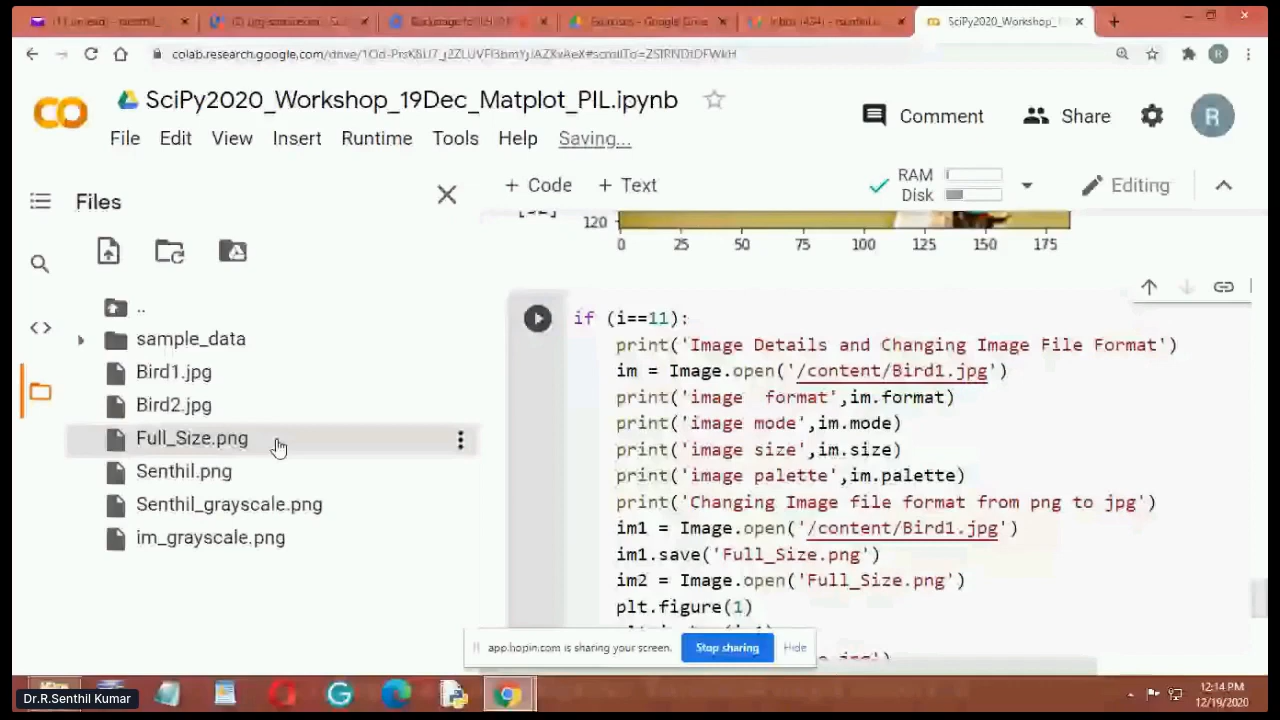 Exercises - Google Drive
Inbox (434) -
SciPy2020_Workshop_1
SciPy2020_Workshop_19Dec_Matplot_PIL.ipynb
File Edit View Insert Runtime Tools Help Saving...
Comment
Share
R
Files
+ Code + Text
RAM
Disk
Editing
120
0 25 50 75 100 125 150 175
..
sample_data
Bird1.jpg
Bird2.jpg
Full_Size.png
Senthil.png
Senthil_grayscale.png
im_grayscale.png
if (i==11):
print('Image Details and Changing Image File Format')
im = Image.open('/content/Bird1.jpg')
print('image  format',im.format)
print('image mode',im.mode)
print('image size',im.size)
print('image palette',im.palette)
print('Changing Image file format from png to jpg')
im1 = Image.open('/content/Bird1.jpg')
im1.save('Full_Size.png')
im2 = Image.open('Full_Size.png')
plt.figure(1)
app.hopin.com is sharing your screen.
Stop sharing
Hide
Dr.R.Senthil Kumar
12:14 PM
12/19/2020